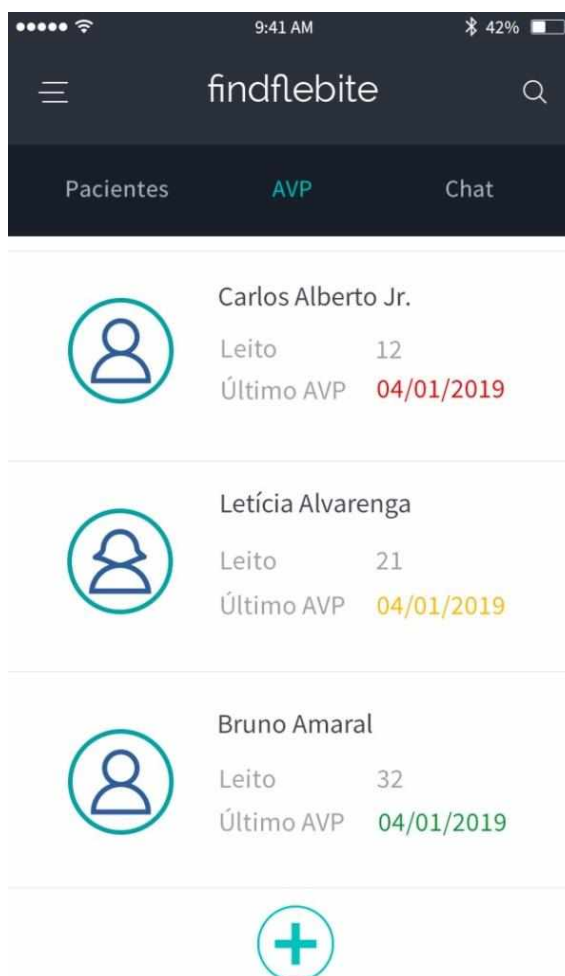 9:41 AM
42%
findflebite
Pacientes AVP Chat
Carlos Alberto Jr.
Leito 12
Último AVP 04/01/2019
Letícia Alvarenga
Leito 21
Último AVP 04/01/2019
Bruno Amaral
Leito 32
Último AVP 04/01/2019